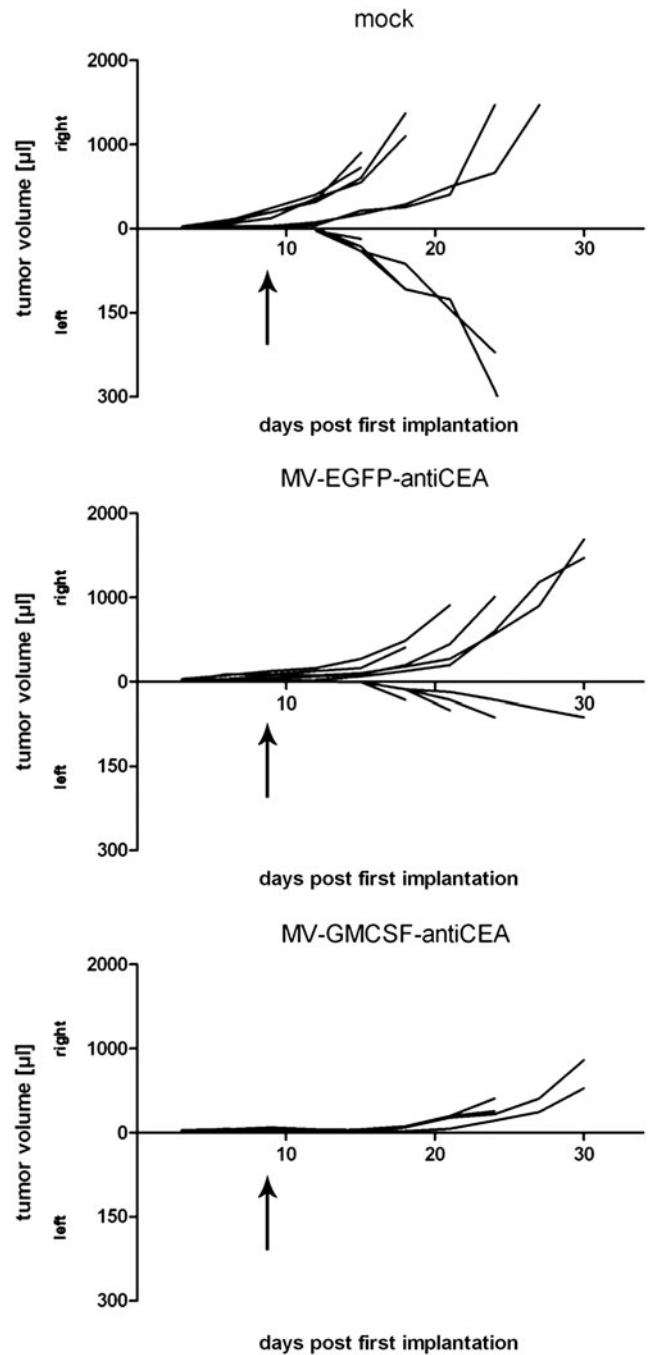 mock
2000
1000
0
150
300
right
left
tumor volume [µl]
10
20
30
days post first implantation
MV-EGFP-antiCEA
2000
1000
0
150
300
right
left
tumor volume [µl]
10
20
30
days post first implantation
MV-GMCSF-antiCEA
2000
1000
0
150
300
right
left
tumor volume [µl]
10
20
30
days post first implantation